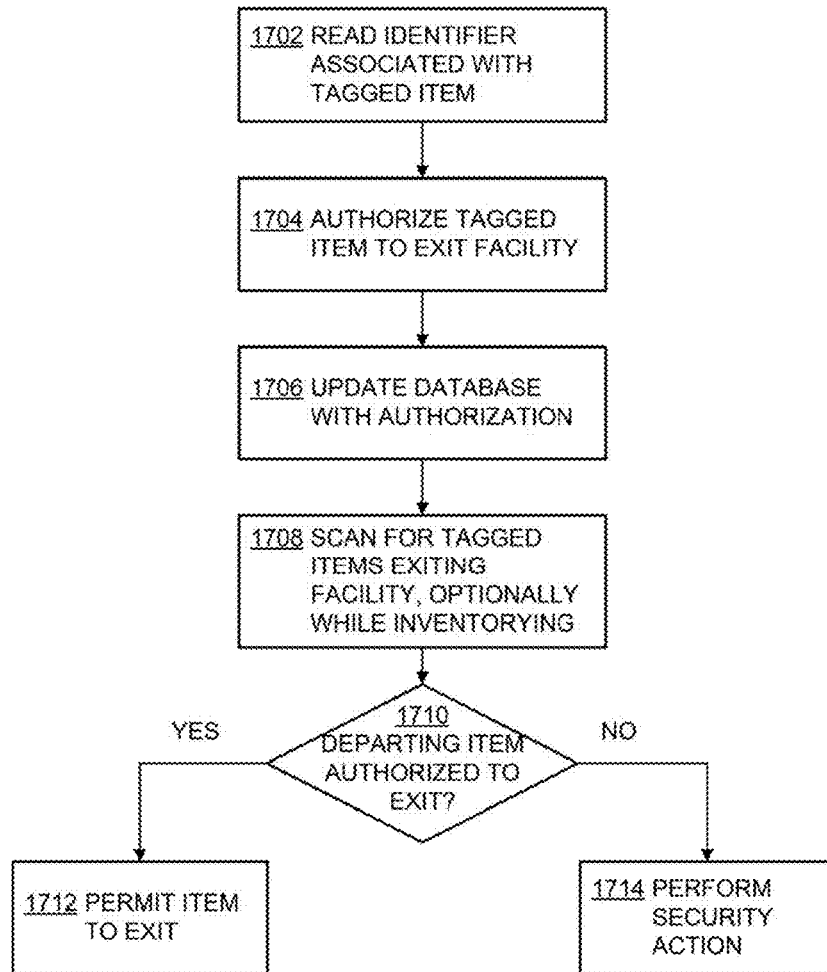 1702 READ IDENTIFIER
ASSOCIATED WITH
TAGGED ITEM
1704 AUTHORIZE TAGGED
ITEM TO EXIT FACILITY
1706 UPDATE DATABASE
WITH AUTHORIZATION
1708 SCAN FOR TAGGED
ITEMS EXITING
FACILITY, OPTIONALLY
WHILE INVENTORYING
1710
DEPARTING ITEM
AUTHORIZED TO
EXIT?
YES
NO
1712 PERMIT ITEM
TO EXIT
1714 PERFORM
SECURITY
ACTION